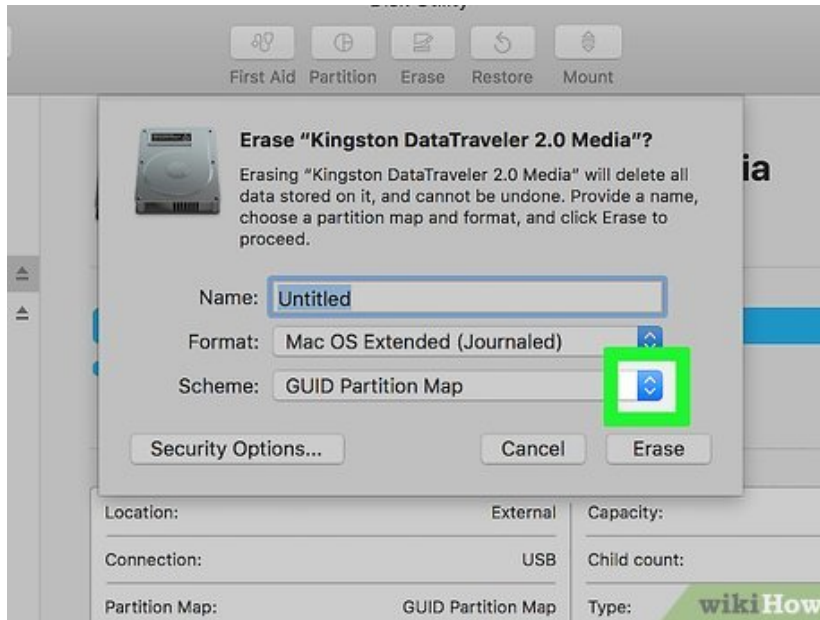 First Aid Partition Erase Restore Mount
Erase “Kingston DataTraveler 2.0 Media”?
Erasing “Kingston DataTraveler 2.0 Media” will delete all
data stored on it, and cannot be undone. Provide a name,
choose a partition map and format, and click Erase to
proceed.
ia
Name: Untitled
Format: Mac OS Extended (Journaled)
Scheme: GUID Partition Map
Security Options... Cancel Erase
Location: External Capacity:
Connection: USB Child count:
Partition Map: GUID Partition Map Type:
wikiHow